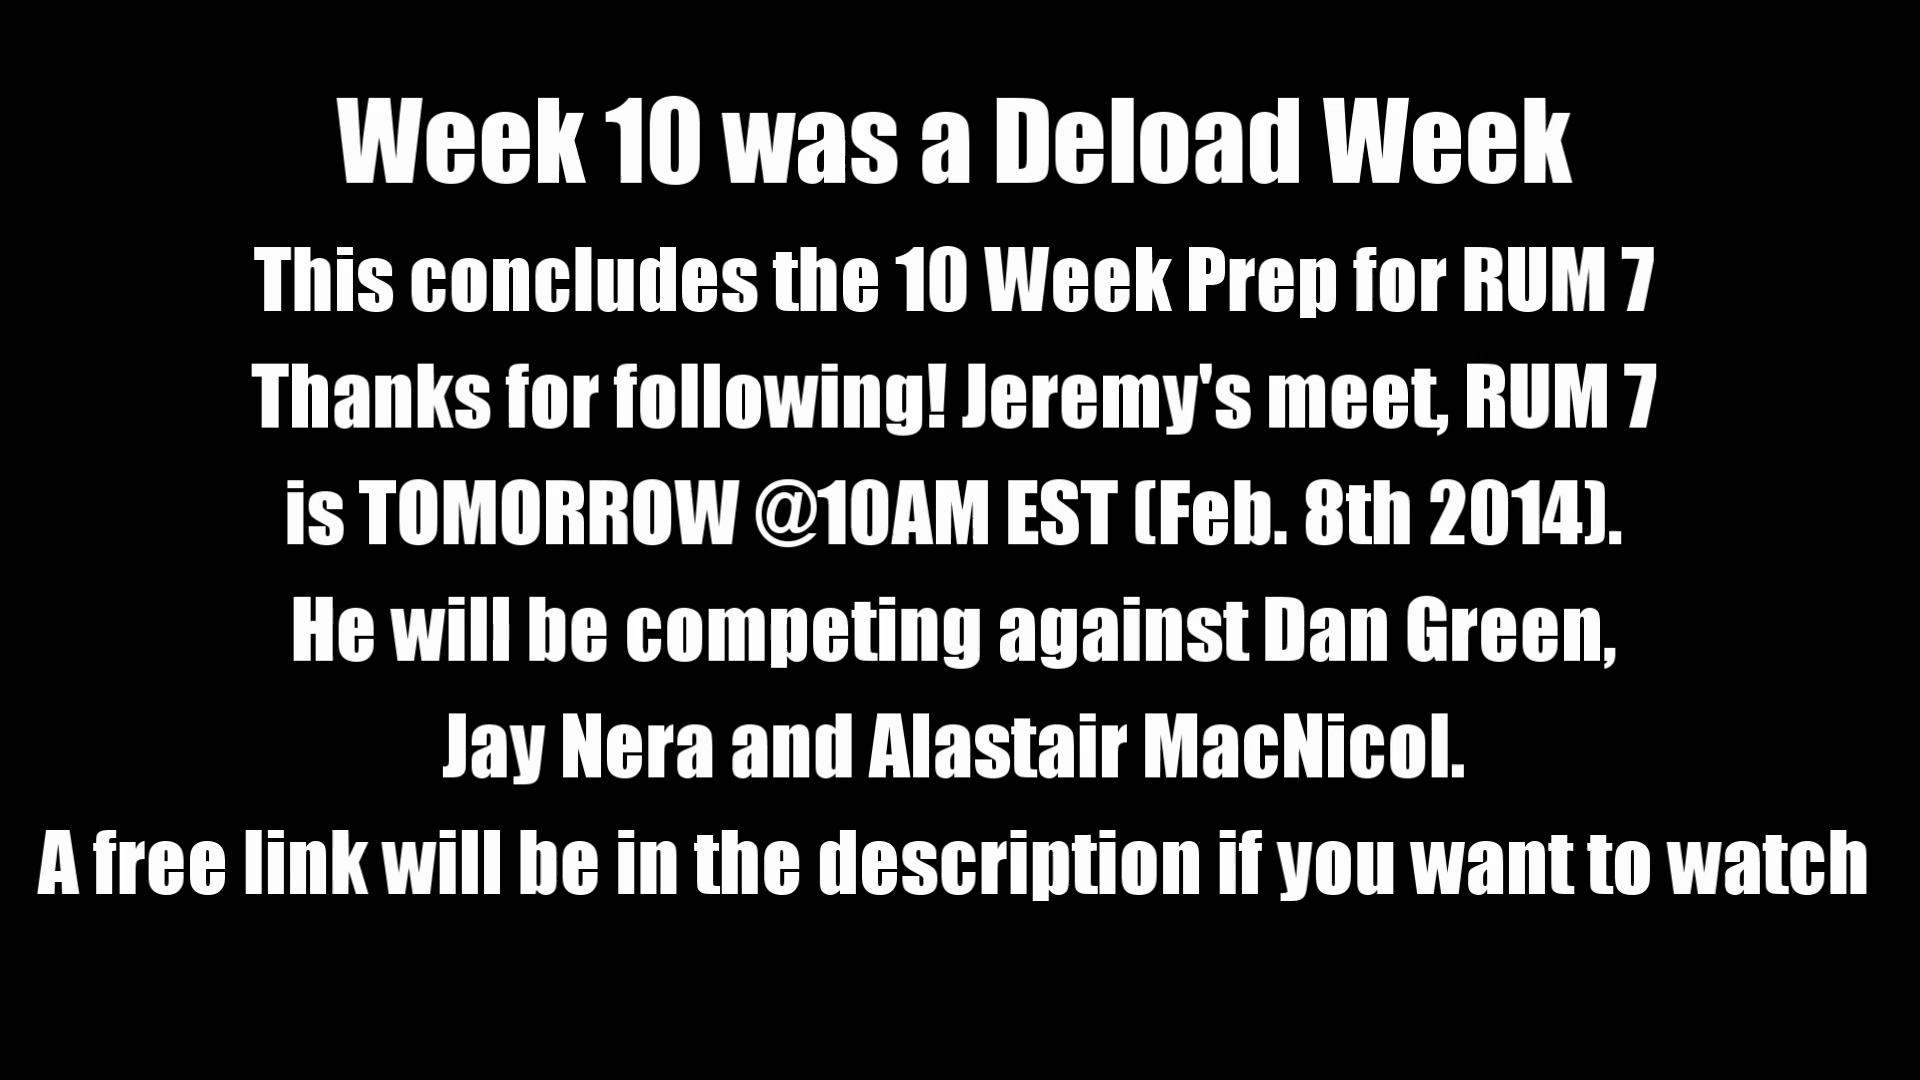 Week 10 was a Deload Week
This concludes the 10 Week Prep for RUM 7
Thanks for following! Jeremy's meet, RUM 7
is TOMORROW @10AM EST (Feb. 8th 2014).
He will be competing against Dan Green,
Jay Nera and Alastair MacNicol.
A free link will be in the description if you want to watch